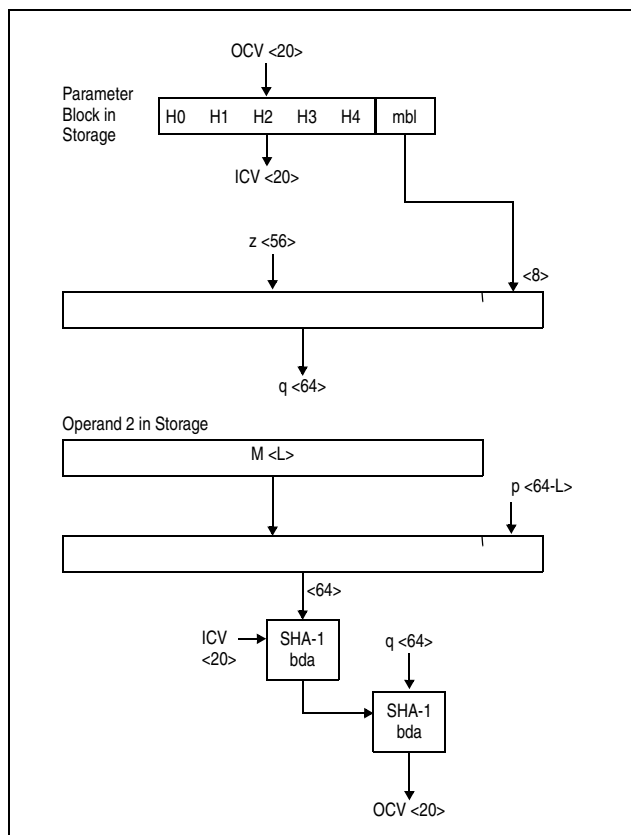 OCV <20>
Parameter
Block in
Storage
H0 H1 H2 H3 H4 mbl
ICV <20>
z <56>
<8>
q <64>
Operand 2 in Storage
M <L>
p <64-L>
<64>
ICV
<20>
SHA-1
bda
q <64>
SHA-1
bda
OCV <20>